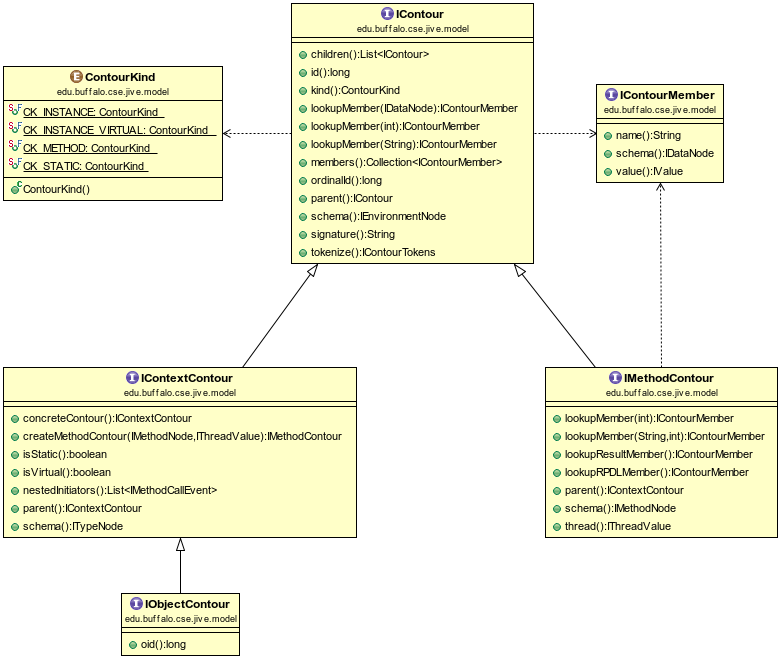 I IContour
edu.buffalo.cse.jive.model
children():List<IContour>
id():long
kind():ContourKind
lookupMember(IDataNode):IContourMember
lookupMember(int):IContourMember
lookupMember(String):IContourMember
members():Collection<IContourMember>
ordinalId():long
parent():IContour
schema():IEnvironmentNode
signature():String
tokenize():IContourTokens
E ContourKind
edu.buffalo.cse.jive.model
S F CK_INSTANCE: ContourKind
S F CK_INSTANCE_VIRTUAL: ContourKind
S F CK_METHOD: ContourKind
S F CK_STATIC: ContourKind
C ContourKind()
I IContourMember
edu.buffalo.cse.jive.model
name():String
schema():IDataNode
value():IValue
I IContextContour
edu.buffalo.cse.jive.model
concreteContour():IContextContour
createMethodContour(IMethodNode,IThreadValue):IMethodContour
isStatic():boolean
isVirtual():boolean
nestedInitiators():List<IMethodCallEvent>
parent():IContextContour
schema():ITypeNode
I IMethodContour
edu.buffalo.cse.jive.model
lookupMember(int):IContourMember
lookupMember(String,int):IContourMember
lookupResultMember():IContourMember
lookupRPDLMember():IContourMember
parent():IContextContour
schema():IMethodNode
thread():IThreadValue
I IObjectContour
edu.buffalo.cse.jive.model
oid():long